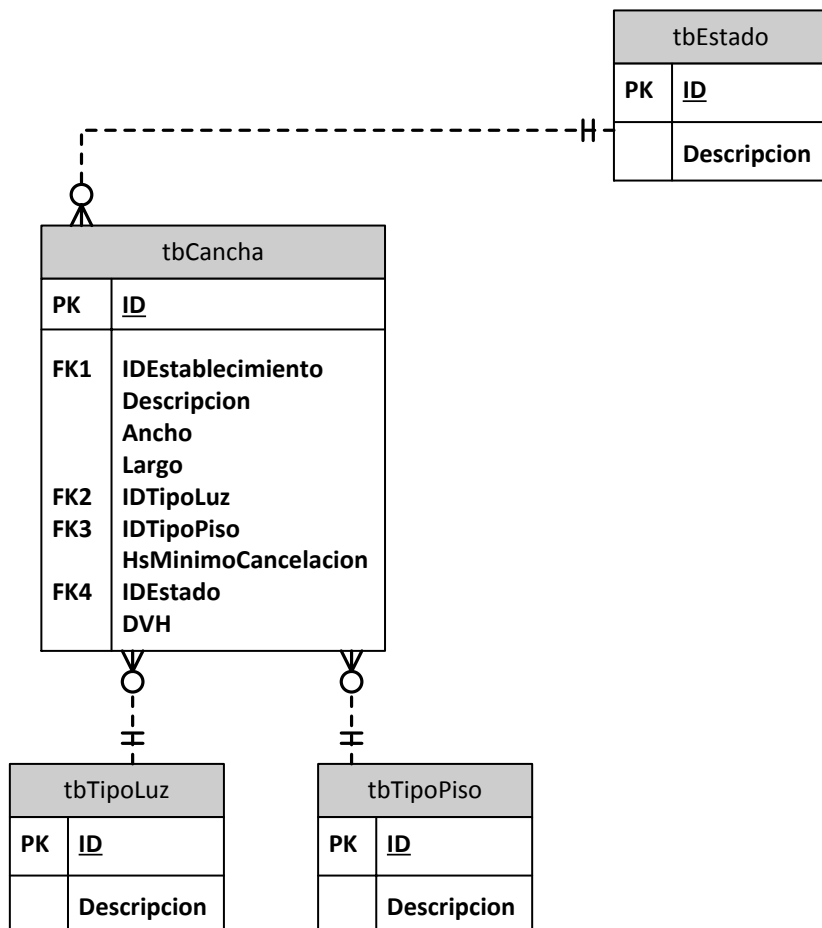 tbEstado
PK ID
Descripcion
tbCancha
PK ID
FK1 IDEstablecimiento
Descripcion
Ancho
Largo
FK2 IDTipoLuz
FK3 IDTipoPiso
HsMinimoCancelacion
FK4 IDEstado
DVH
tbTipoLuz
PK ID
Descripcion
tbTipoPiso
PK ID
Descripcion